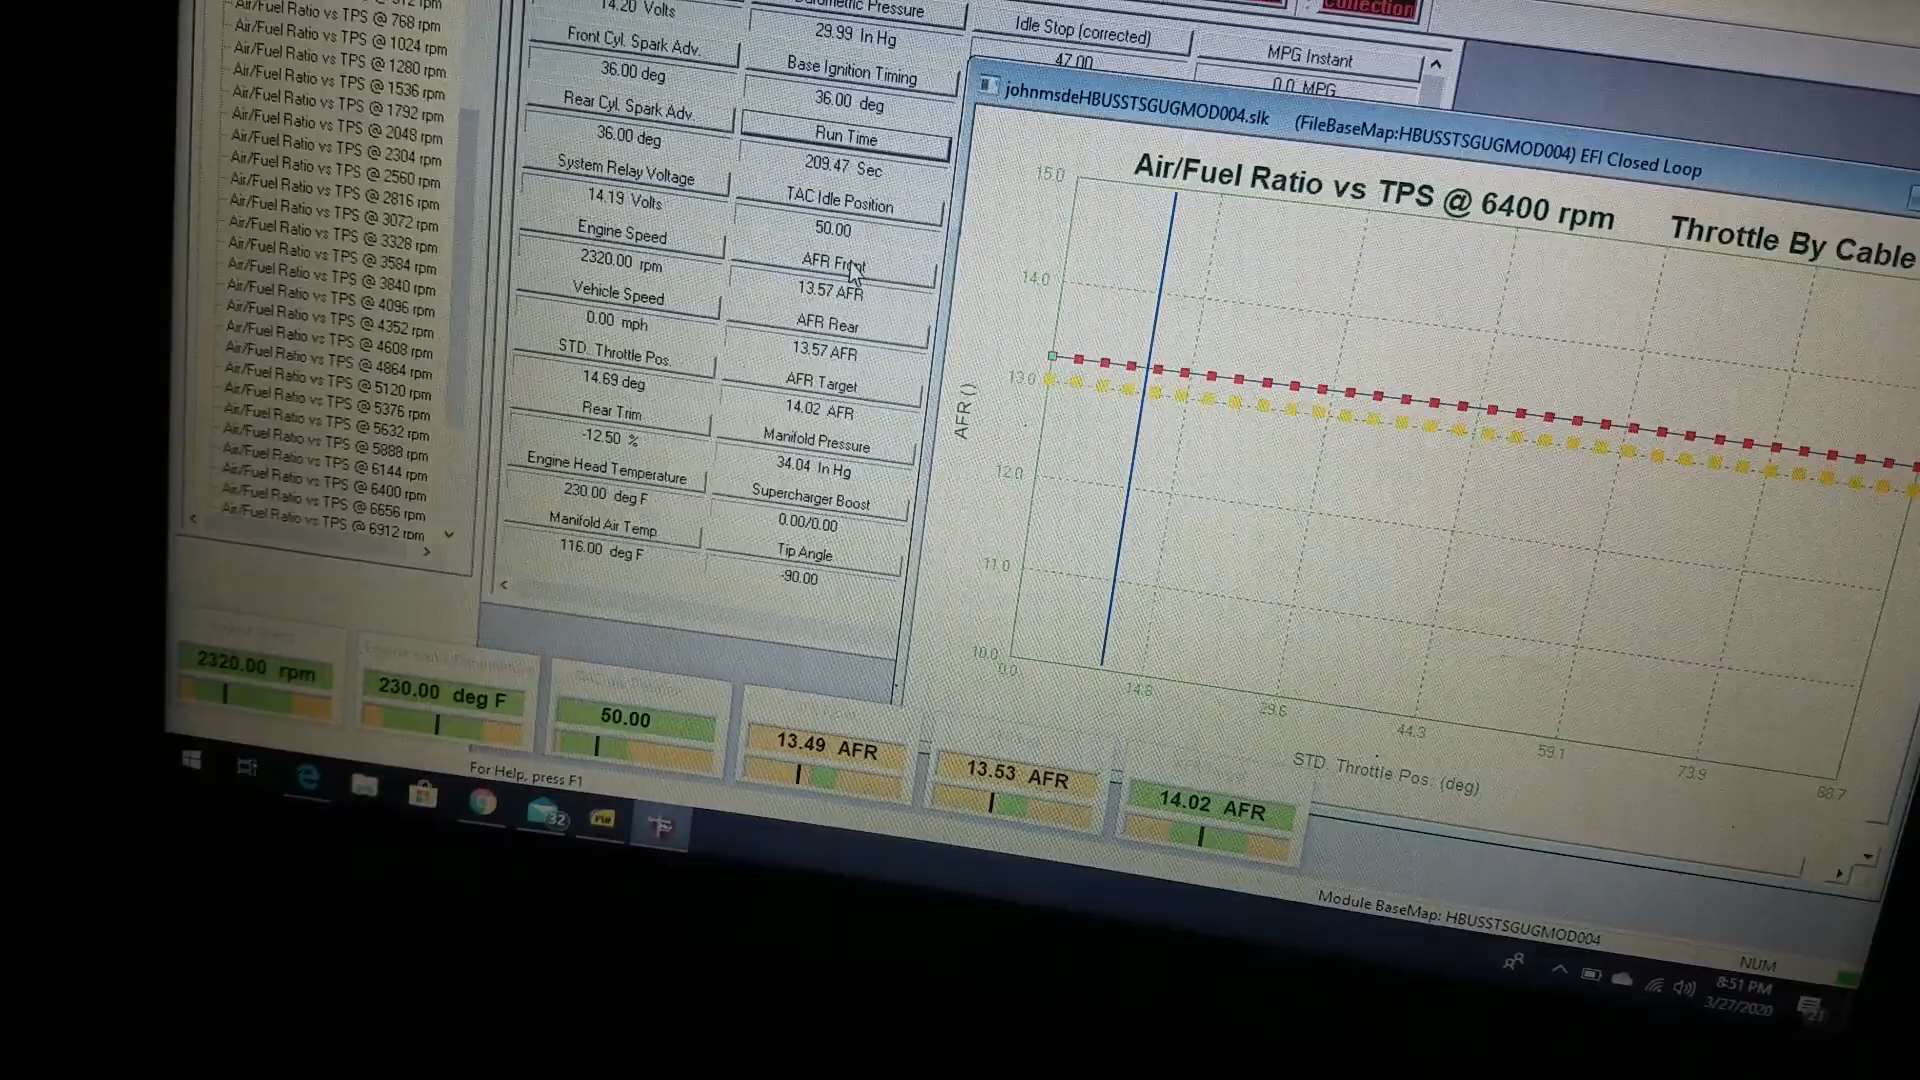 Air/Fuel Ratio vs TPS @ 768 rpm
Air/Fuel Ratio vs TPS @ 1024 rpm
Air/Fuel Ratio vs TPS @ 1280 rpm
Air/Fuel Ratio vs TPS @ 1536 rpm
Air/Fuel Ratio vs TPS @ 1792 rpm
Air/Fuel Ratio vs TPS @ 2048 rpm
Air/Fuel Ratio vs TPS @ 2304 rpm
Air/Fuel Ratio vs TPS @ 2560 rpm
Air/Fuel Ratio vs TPS @ 2816 rpm
Air/Fuel Ratio vs TPS @ 3072 rpm
Air/Fuel Ratio vs TPS @ 3328 rpm
Air/Fuel Ratio vs TPS @ 3584 rpm
Air/Fuel Ratio vs TPS @ 3840 rpm
Air/Fuel Ratio vs TPS @ 4096 rpm
Air/Fuel Ratio vs TPS @ 4352 rpm
Air/Fuel Ratio vs TPS @ 4608 rpm
Air/Fuel Ratio vs TPS @ 4864 rpm
Air/Fuel Ratio vs TPS @ 5120 rpm
Air/Fuel Ratio vs TPS @ 5376 rpm
Air/Fuel Ratio vs TPS @ 5632 rpm
Air/Fuel Ratio vs TPS @ 5888 rpm
Air/Fuel Ratio vs TPS @ 6144 rpm
Air/Fuel Ratio vs TPS @ 6400 rpm
Air/Fuel Ratio vs TPS @ 6656 rpm
Air/Fuel Ratio vs TPS @ 6912 rpm
14.20 Volts
Front Cyl. Spark Adv.
36.00 deg
Rear Cyl. Spark Adv.
36.00 deg
System Relay Voltage
14.19 Volts
Engine Speed
2320.00 rpm
Vehicle Speed
0.00 mph
STD. Throttle Pos.
14.69 deg
Rear Trim
-12.50 %
Engine Head Temperature
230.00 deg F
Manifold Air Temp
116.00 deg F
Pressure
29.99 In Hg
Base Ignition Timing
36.00 deg
Run Time
209.47 Sec
TAC Idle Position
50.00
AFR Front
13.57 AFR
AFR Rear
13.57 AFR
AFR Target
14.02 AFR
Manifold Pressure
34.04 In Hg
Supercharger Boost
0.00/0.00
Tip Angle
-90.00
Idle Stop (corrected)
47.00
Collection
MPG Instant
0.0 MPG
johnmsdeHBUSSTSGUGMOD004.slk (FileBaseMap:HBUSSTSGUGMOD004) EFI Closed Loop
Air/Fuel Ratio vs TPS @ 6400 rpm Throttle By Cable
AFR ()
15.0
14.0
13.0
12.0
11.0
10.0
0.0 14.8 29.6 44.3 59.1 73.9 88.7
STD. Throttle Pos. (deg)
2320.00 rpm
230.00 deg F
50.00
13.49 AFR
13.53 AFR
14.02 AFR
For Help, press F1
Module BaseMap: HBUSSTSGUGMOD004
NUM
32
8:51 PM
3/27/2020
21